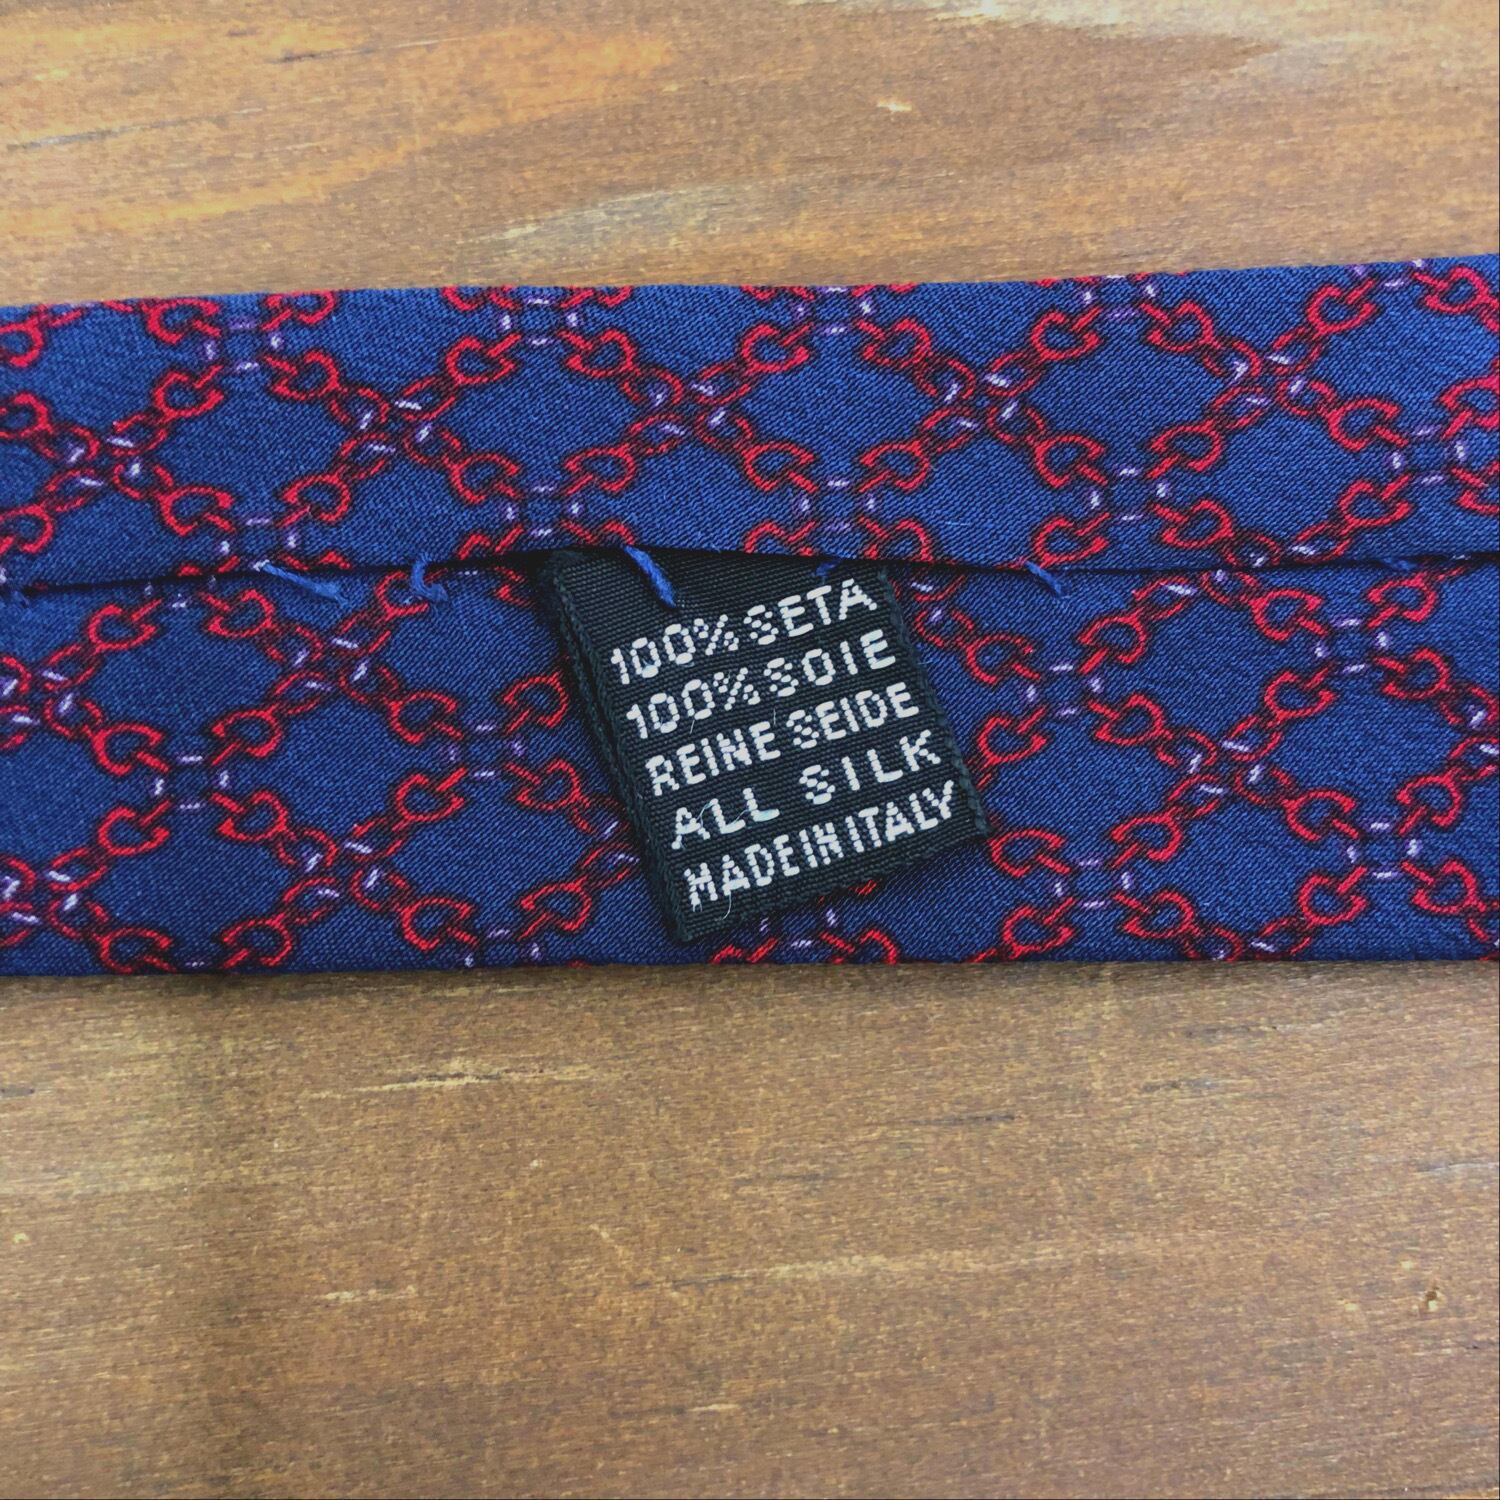 100% SETA
100% SOIE
REINE SEIDE
ALL SILK
MADE IN ITALY